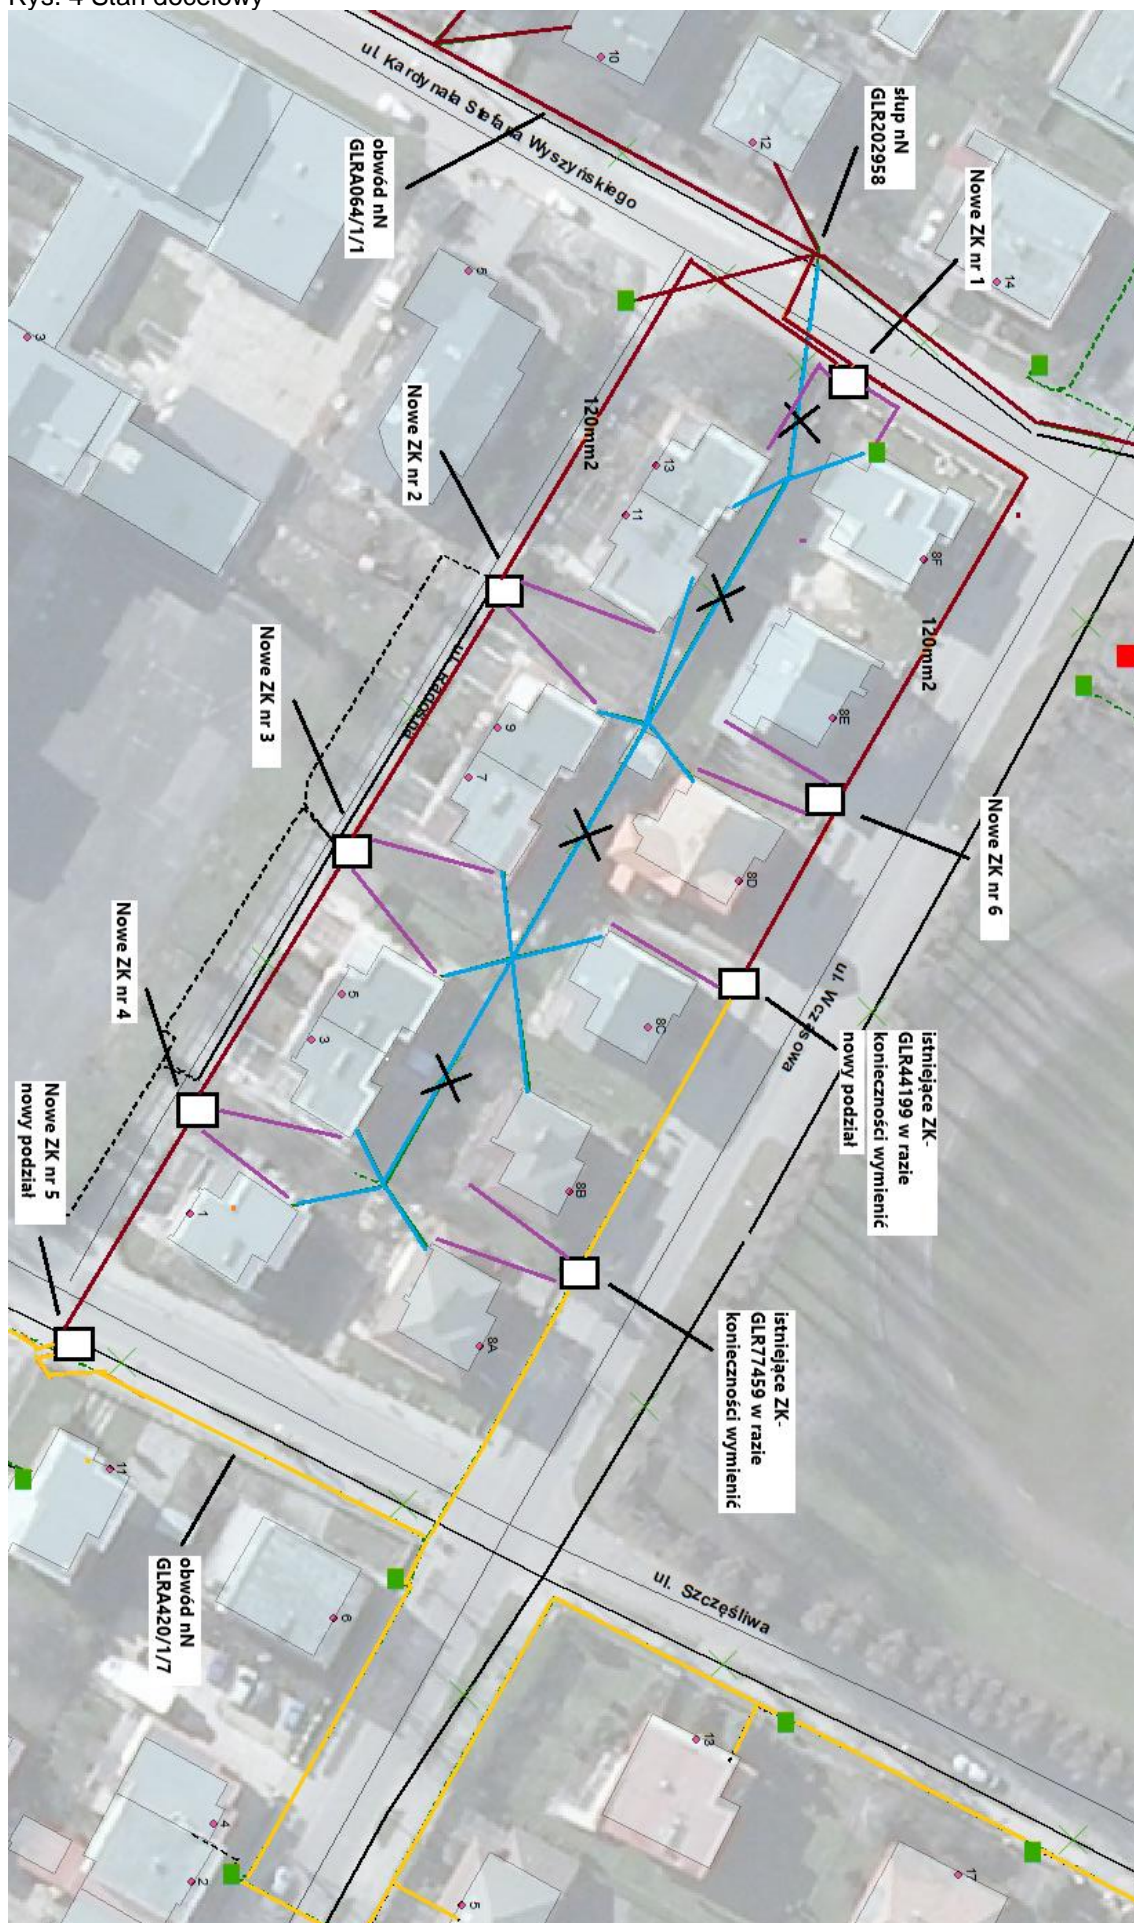 Rys. 4 Stan docelowy
ul. Kardynała Stefana Wyszyńskiego
10
12
14
słup nN
GLR202958
Nowe ZK nr 1
obwód nN
GLRA064/1/1
5
3
Nowe ZK nr 2
120mm2
13
11
8F
120mm2
8E
Nowe ZK nr 3
ul. Radosna
9
7
8D
Nowe ZK nr 6
Nowe ZK nr 4
5
3
8C
ul. Wczasowa
istniejące ZK-
GLR44199 w razie
konieczności wymienić
nowy podział
Nowe ZK nr 5
nowy podział
1
8B
8A
istniejące ZK-
GLR77459 w razie
konieczności wymienić
11
obwód nN
GLRA420/1/7
6
ul. Szczęśliwa
13
4
2
5
17